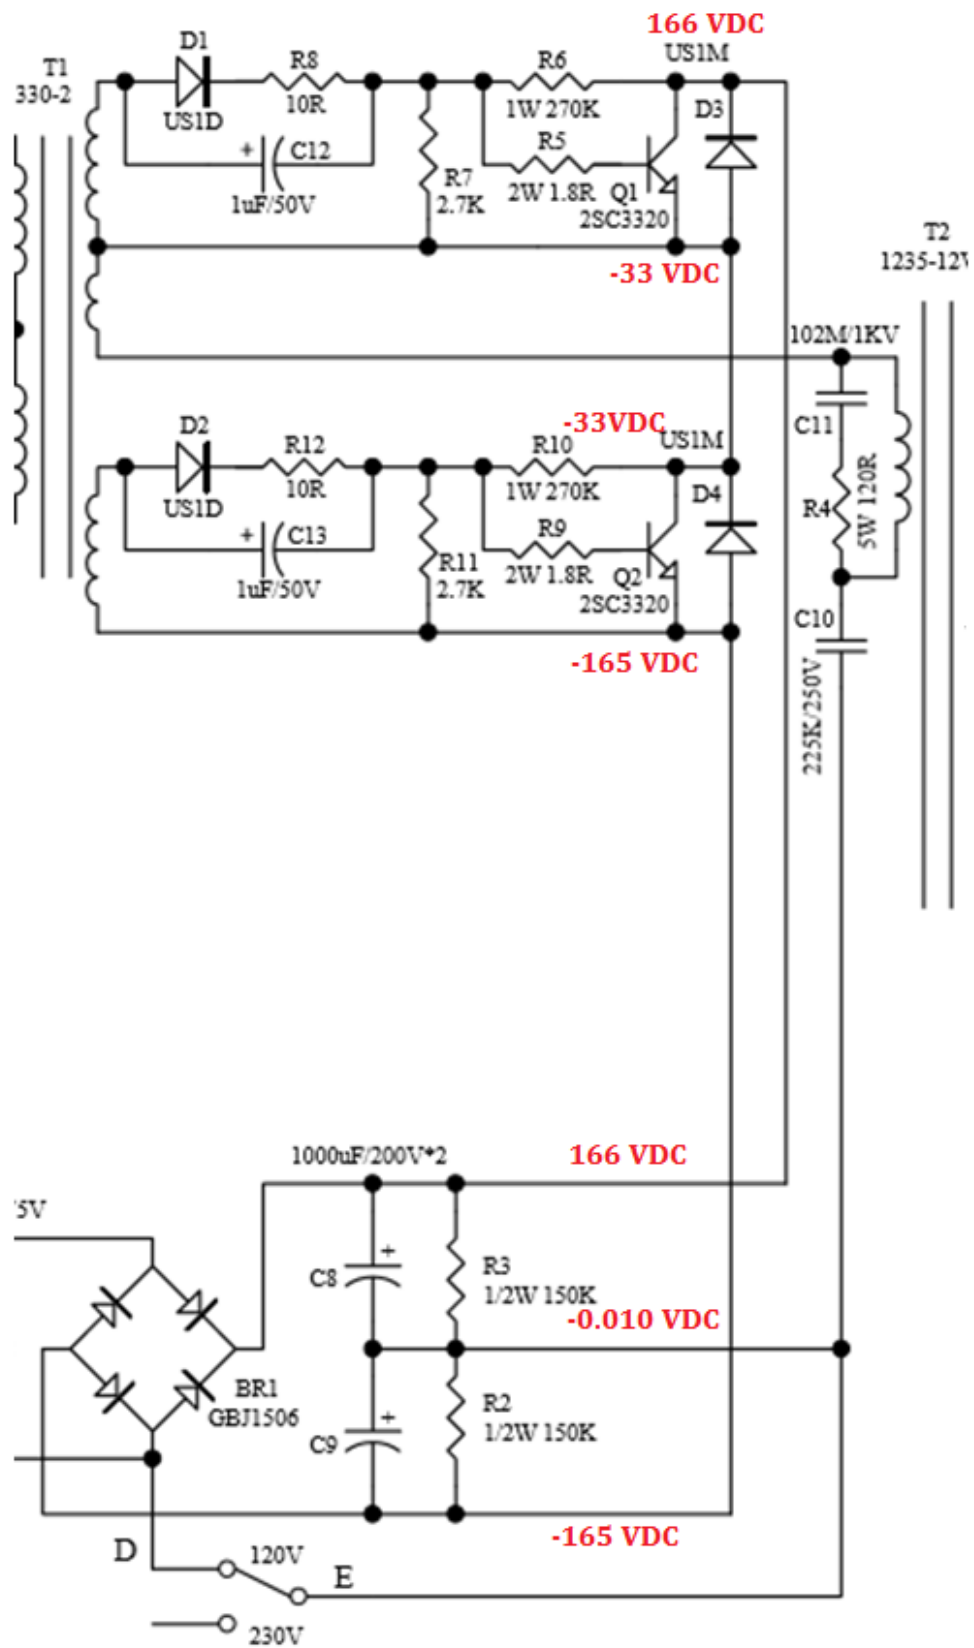 166 VDC
D1
US1M
T1
R8
R6
330-2
10R
1W 270K
D3
US1D
R5
+
C12
R7
Q1
2W 1.8R
1uF/50V
2.7K
2SC3320
T2
-33 VDC
1235-12V
102M/1KV
D2
-33VDC
US1M
C11
R12
R10
10R
1W 270K
D4
5W 120R
US1D
R4
+
C13
R9
R11
Q2
2W 1.8R
1uF/50V
2.7K
2SC3320
C10
-165 VDC
225K/250V
1000uF/200V*2
166 VDC
5V
+
C8
R3
1/2W 150K
-0.010 VDC
BR1
GBJ1506
+
C9
R2
1/2W 150K
-165 VDC
D
120V
E
230V